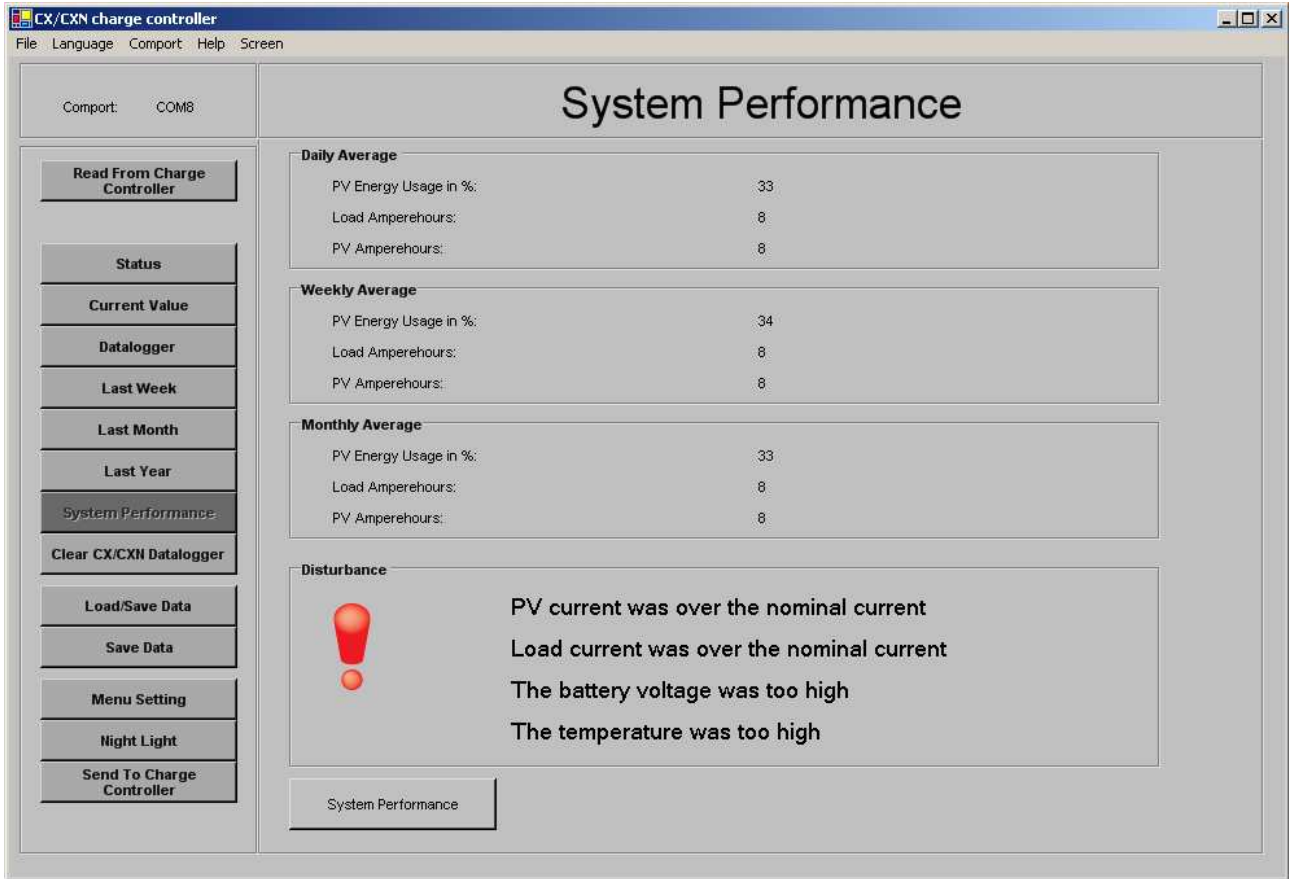 CX/CXN charge controller
File Language Comport Help Screen
Comport: COM8
System Performance
Read From Charge
Controller
Status
Current Value
Datalogger
Last Week
Last Month
Last Year
System Performance
Clear CX/CXN Datalogger
Load/Save Data
Save Data
Menu Setting
Night Light
Send To Charge
Controller
Daily Average
PV Energy Usage in %: 33
Load Amperehours: 8
PV Amperehours: 8
Weekly Average
PV Energy Usage in %: 34
Load Amperehours: 8
PV Amperehours: 8
Monthly Average
PV Energy Usage in %: 33
Load Amperehours: 8
PV Amperehours: 8
Disturbance
PV current was over the nominal current
Load current was over the nominal current
The battery voltage was too high
The temperature was too high
System Performance